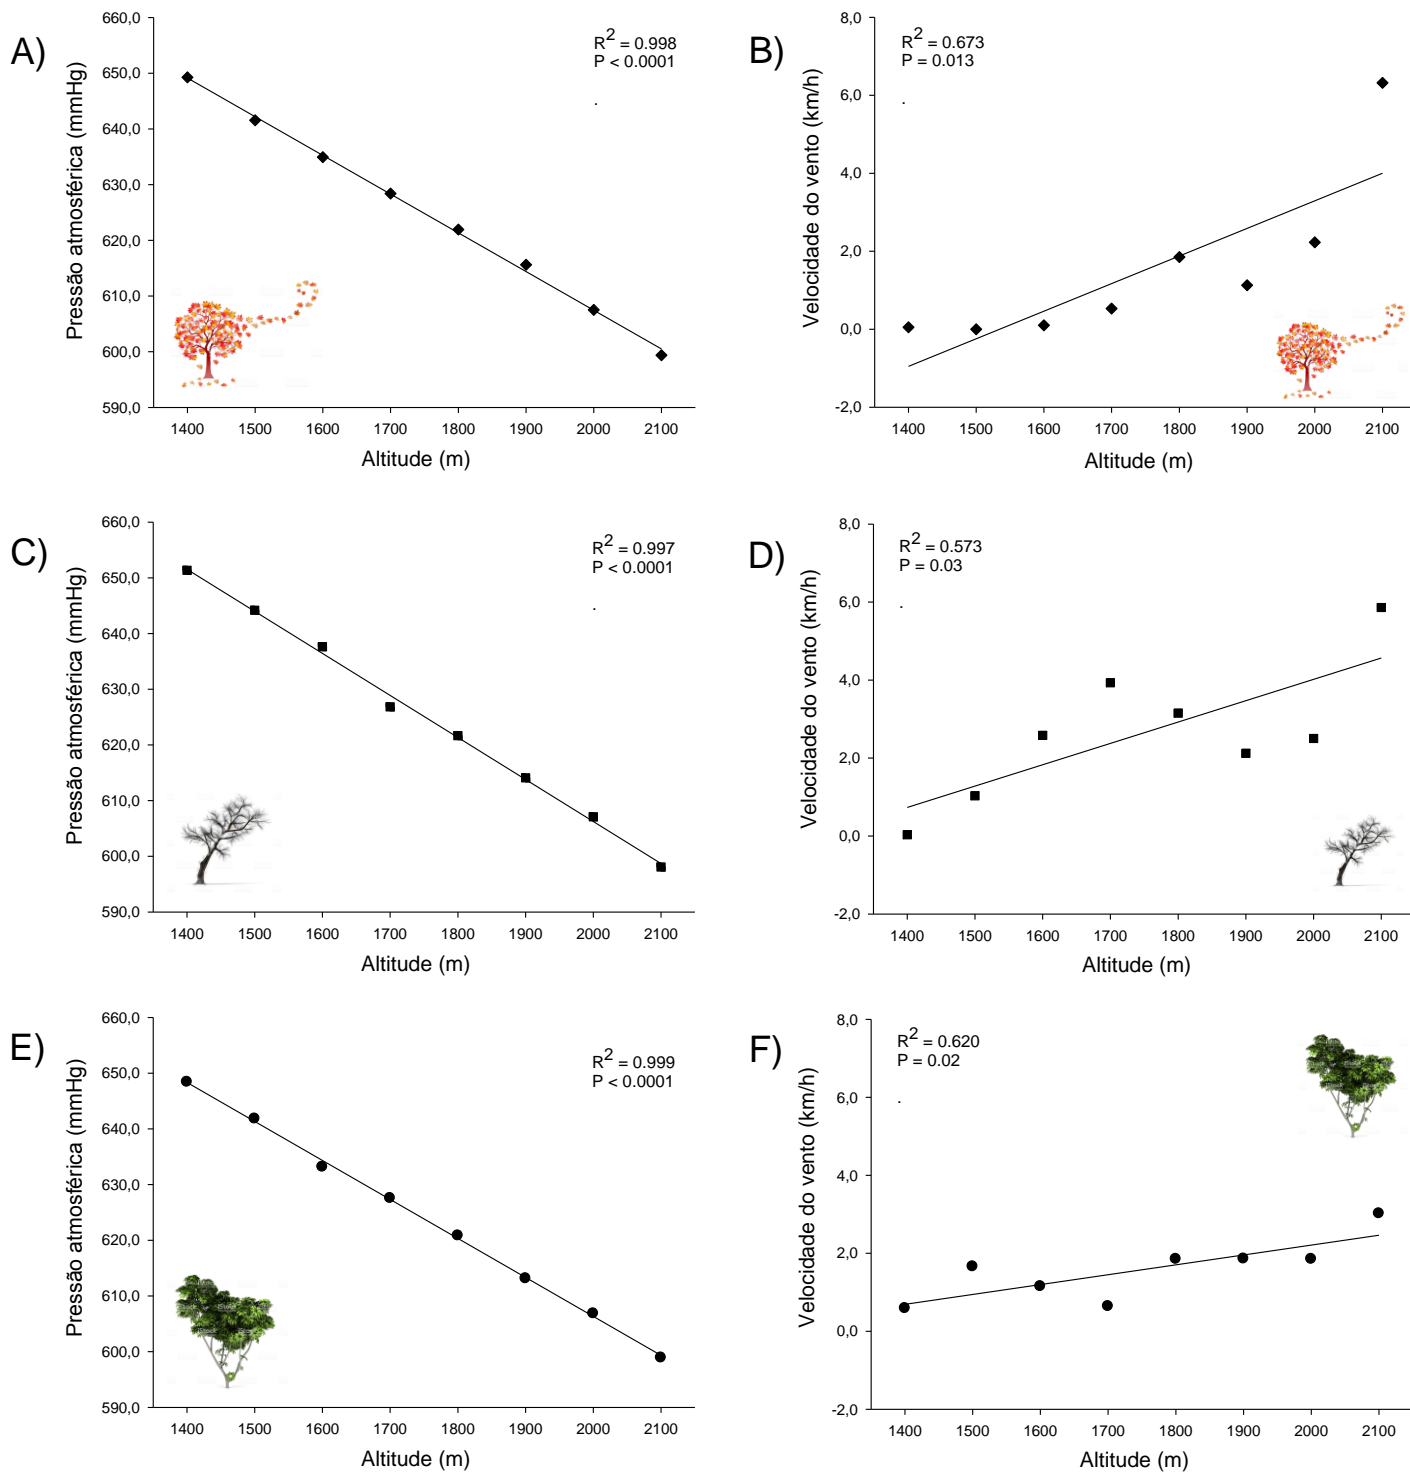 A)
R2 = 0.998
P < 0.0001
Pressão atmosférica (mmHg)
660,0
650,0
640,0
630,0
620,0
610,0
600,0
590,0
1400 1500 1600 1700 1800 1900 2000 2100
Altitude (m)
B)
R2 = 0.673
P = 0.013
Velocidade do vento (km/h)
8,0
6,0
4,0
2,0
0,0
-2,0
1400 1500 1600 1700 1800 1900 2000 2100
Altitude (m)
C)
R2 = 0.997
P < 0.0001
Pressão atmosférica (mmHg)
660,0
650,0
640,0
630,0
620,0
610,0
600,0
590,0
1400 1500 1600 1700 1800 1900 2000 2100
Altitude (m)
D)
R2 = 0.573
P = 0.03
Velocidade do vento (km/h)
8,0
6,0
4,0
2,0
0,0
-2,0
1400 1500 1600 1700 1800 1900 2000 2100
Altitude (m)
E)
R2 = 0.999
P < 0.0001
Pressão atmosférica (mmHg)
660,0
650,0
640,0
630,0
620,0
610,0
600,0
590,0
1400 1500 1600 1700 1800 1900 2000 2100
Altitude (m)
F)
R2 = 0.620
P = 0.02
Velocidade do vento (km/h)
8,0
6,0
4,0
2,0
0,0
-2,0
1400 1500 1600 1700 1800 1900 2000 2100
Altitude (m)